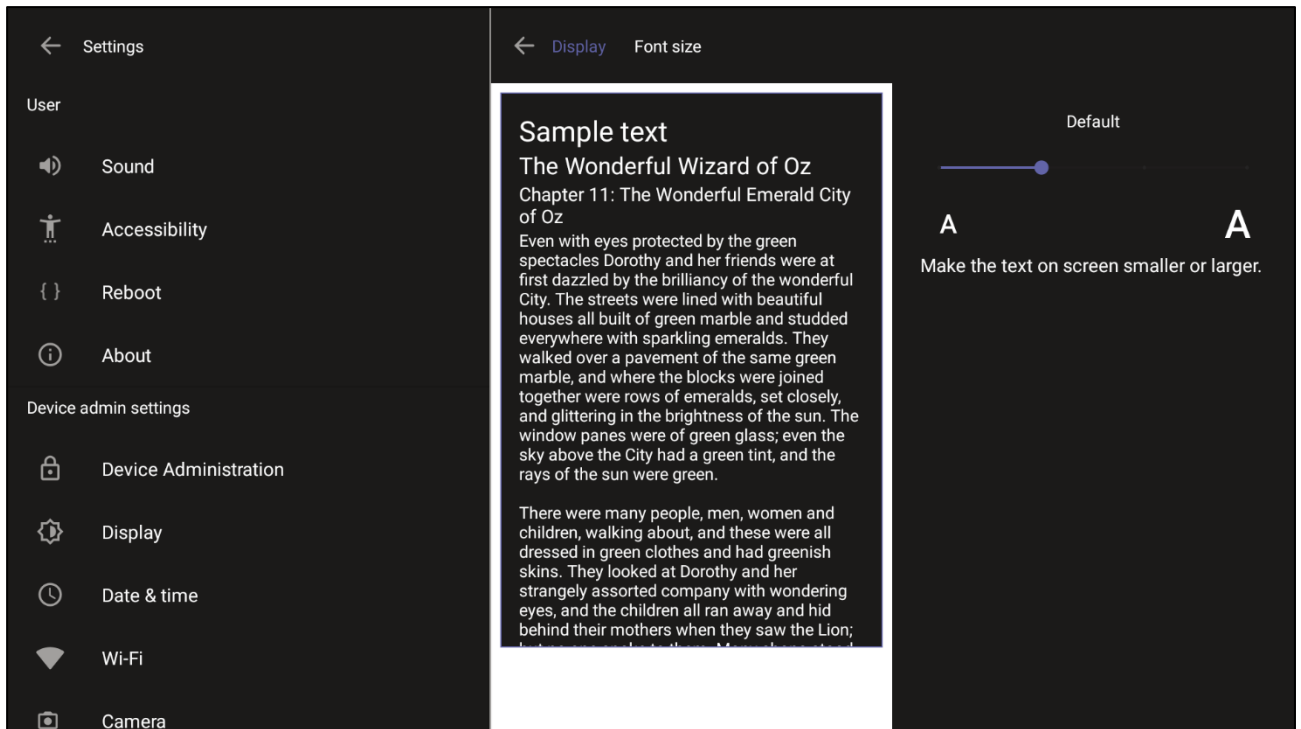 Settings
User
Sound
Accessibility
Reboot
About
Device admin settings
Device Administration
Display
Date & time
Wi-Fi
Camera
Display Font size
Sample text
The Wonderful Wizard of Oz
Chapter 11: The Wonderful Emerald City
of Oz
Even with eyes protected by the green
spectacles Dorothy and her friends were at
first dazzled by the brilliancy of the wonderful
City. The streets were lined with beautiful
houses all built of green marble and studded
everywhere with sparkling emeralds. They
walked over a pavement of the same green
marble, and where the blocks were joined
together were rows of emeralds, set closely,
and glittering in the brightness of the sun. The
window panes were of green glass; even the
sky above the City had a green tint, and the
rays of the sun were green.
There were many people, men, women and
children, walking about, and these were all
dressed in green clothes and had greenish
skins. They looked at Dorothy and her
strangely assorted company with wondering
eyes, and the children all ran away and hid
behind their mothers when they saw the Lion;
Default
A A
Make the text on screen smaller or larger.